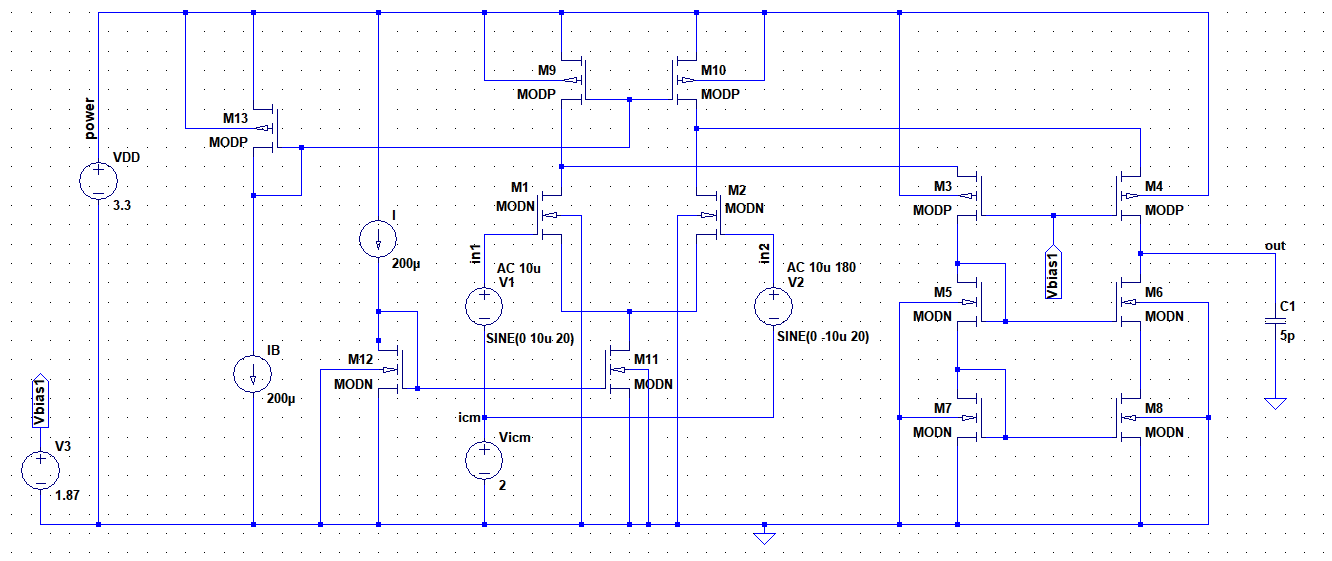 M9
MODP
M10
MODP
power
M13
MODP
VDD
3.3
M1
MODN
M2
MODN
M3
MODP
M4
MODP
I
200µ
in1
AC 10u
V1
SINE(0 10u 20)
in2
AC 10u 180
V2
SINE(0 -10u 20)
Vbias1
out
M5
MODN
M6
MODN
C1
5p
IB
200µ
M12
MODN
M11
MODN
Vbias1
V3
1.87
icm
Vicm
2
M7
MODN
M8
MODN